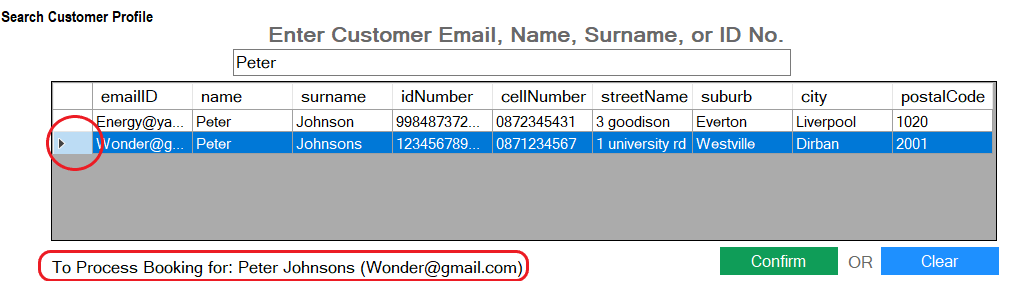 Search Customer Profile
Enter Customer Email, Name, Surname, or ID No.
Peter
emailID name surname idNumber cellNumber streetName suburb city postalCode
Energy@ya... Peter Johnson 998487372... 0872345431 3 goodison Everton Liverpool 1020
Wonder@g... Peter Johnsons 123456789... 0871234567 1 university rd Westville Dirban 2001
To Process Booking for: Peter Johnsons (Wonder@gmail.com) Confirm OR Clear